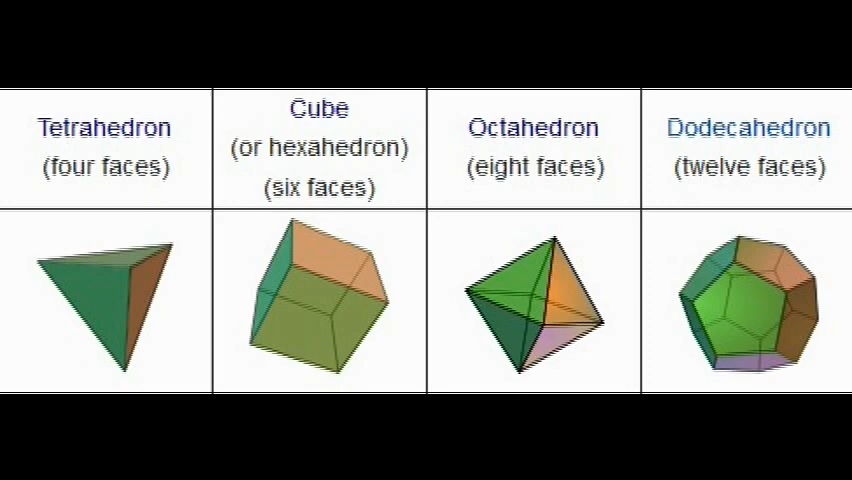 Tetrahedron
(four faces)
Cube
(or hexahedron)
(six faces)
Octahedron
(eight faces)
Dodecahedron
(twelve faces)